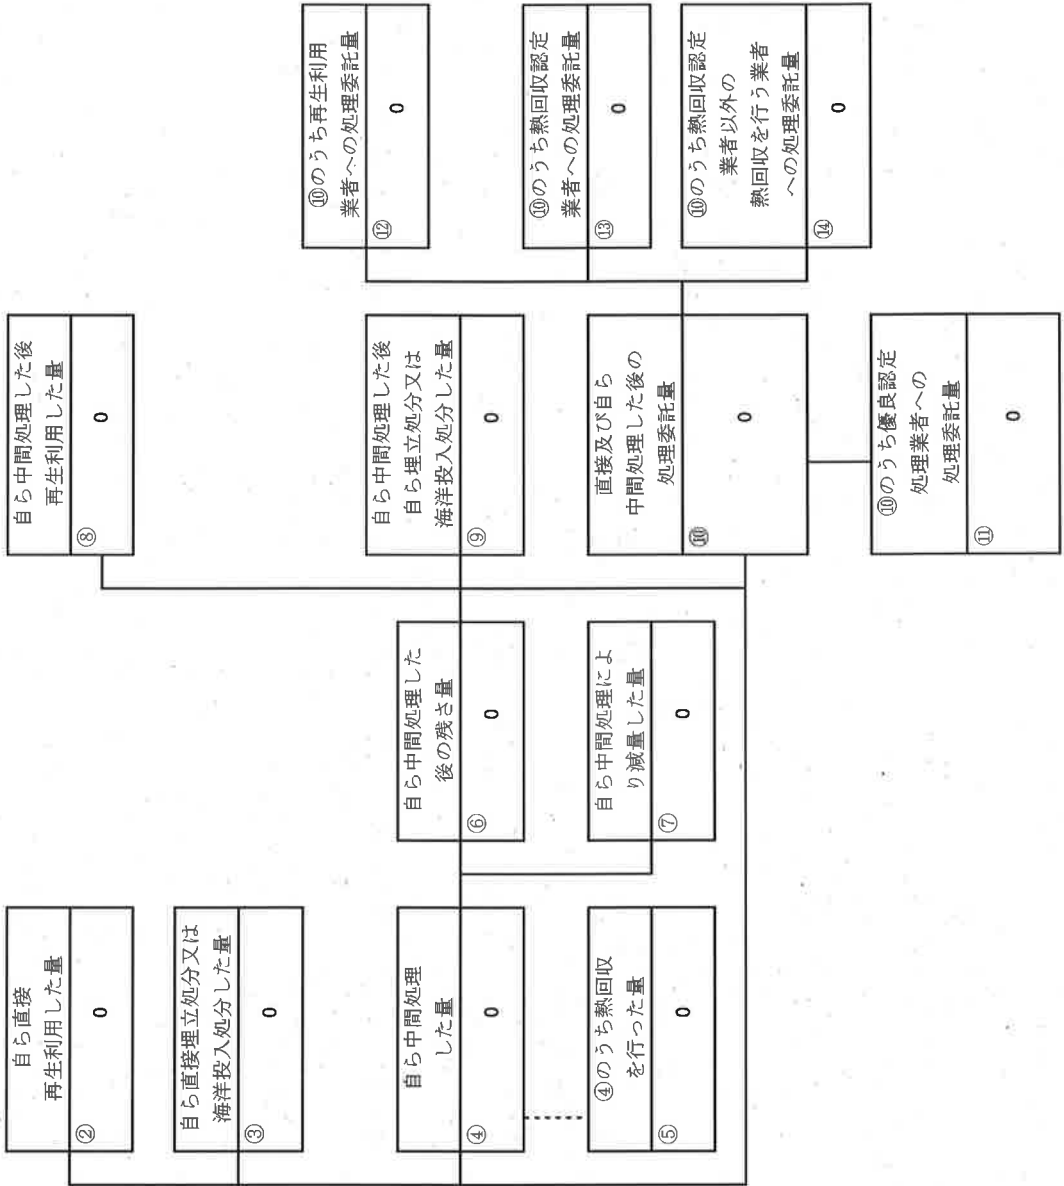 自ら直接
再生利用した量
②
0
自ら直接埋立処分又は
海洋投入処分した量
③
0
自ら中間処理
した量
④
0
④のうち熱回収
を行った量
⑤
0
自ら中間処理した
後の残さ量
⑥
0
自ら中間処理によ
り減量した量
⑦
0
自ら中間処理した後
再生利用した量
⑧
0
自ら中間処理した後
自ら埋立処分又は
海洋投入処分した量
⑨
0
直接及び自ら
中間処理した後の
処理委託量
⑩
0
⑩のうち優良認定
処理業者への
処理委託量
⑪
0
⑩のうち再生利用
業者への処理委託量
⑫
0
⑩のうち熱回収認定
業者への処理委託量
⑬
0
⑩のうち熱回収認定
業者以外の
熱回収を行う業者
への処理委託量
⑭
0